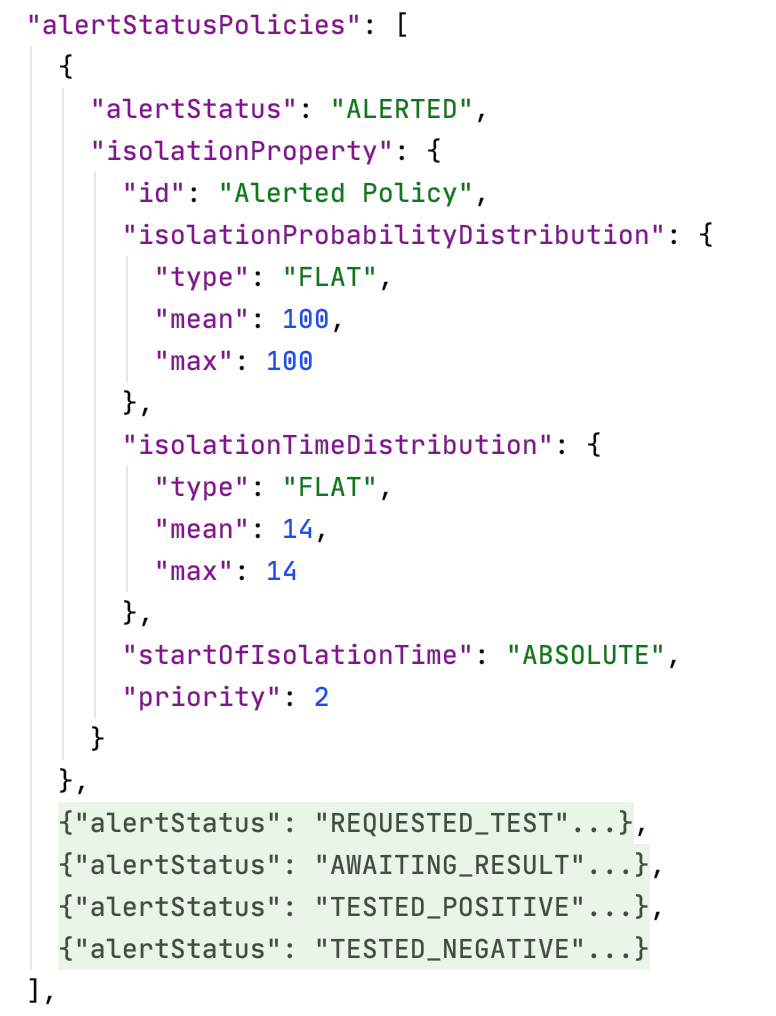 "alertStatusPolicies": [
{
"alertStatus": "ALERTED",
"isolationProperty": {
"id": "Alerted Policy",
"isolationProbabilityDistribution": {
"type": "FLAT",
"mean": 100,
"max": 100
},
"isolationTimeDistribution": {
"type": "FLAT",
"mean": 14,
"max": 14
},
"startOfIsolationTime": "ABSOLUTE",
"priority": 2
}
},
{"alertStatus": "REQUESTED_TEST"...},
{"alertStatus": "AWAITING_RESULT"...},
{"alertStatus": "TESTED_POSITIVE"...},
{"alertStatus": "TESTED_NEGATIVE"...}
],